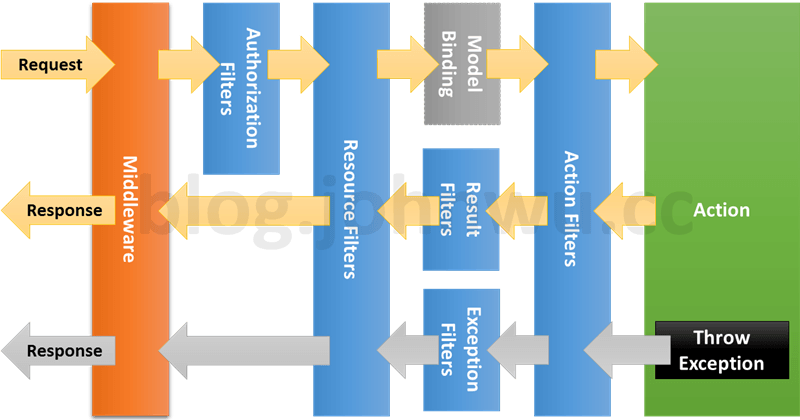 Request
Authorization
Filters
Model
Binding
Middleware
Resource Filters
Action Filters
Response
Result
Filters
Action
blog.johnwu.cc
Response
Exception
Filters
Throw
Exception